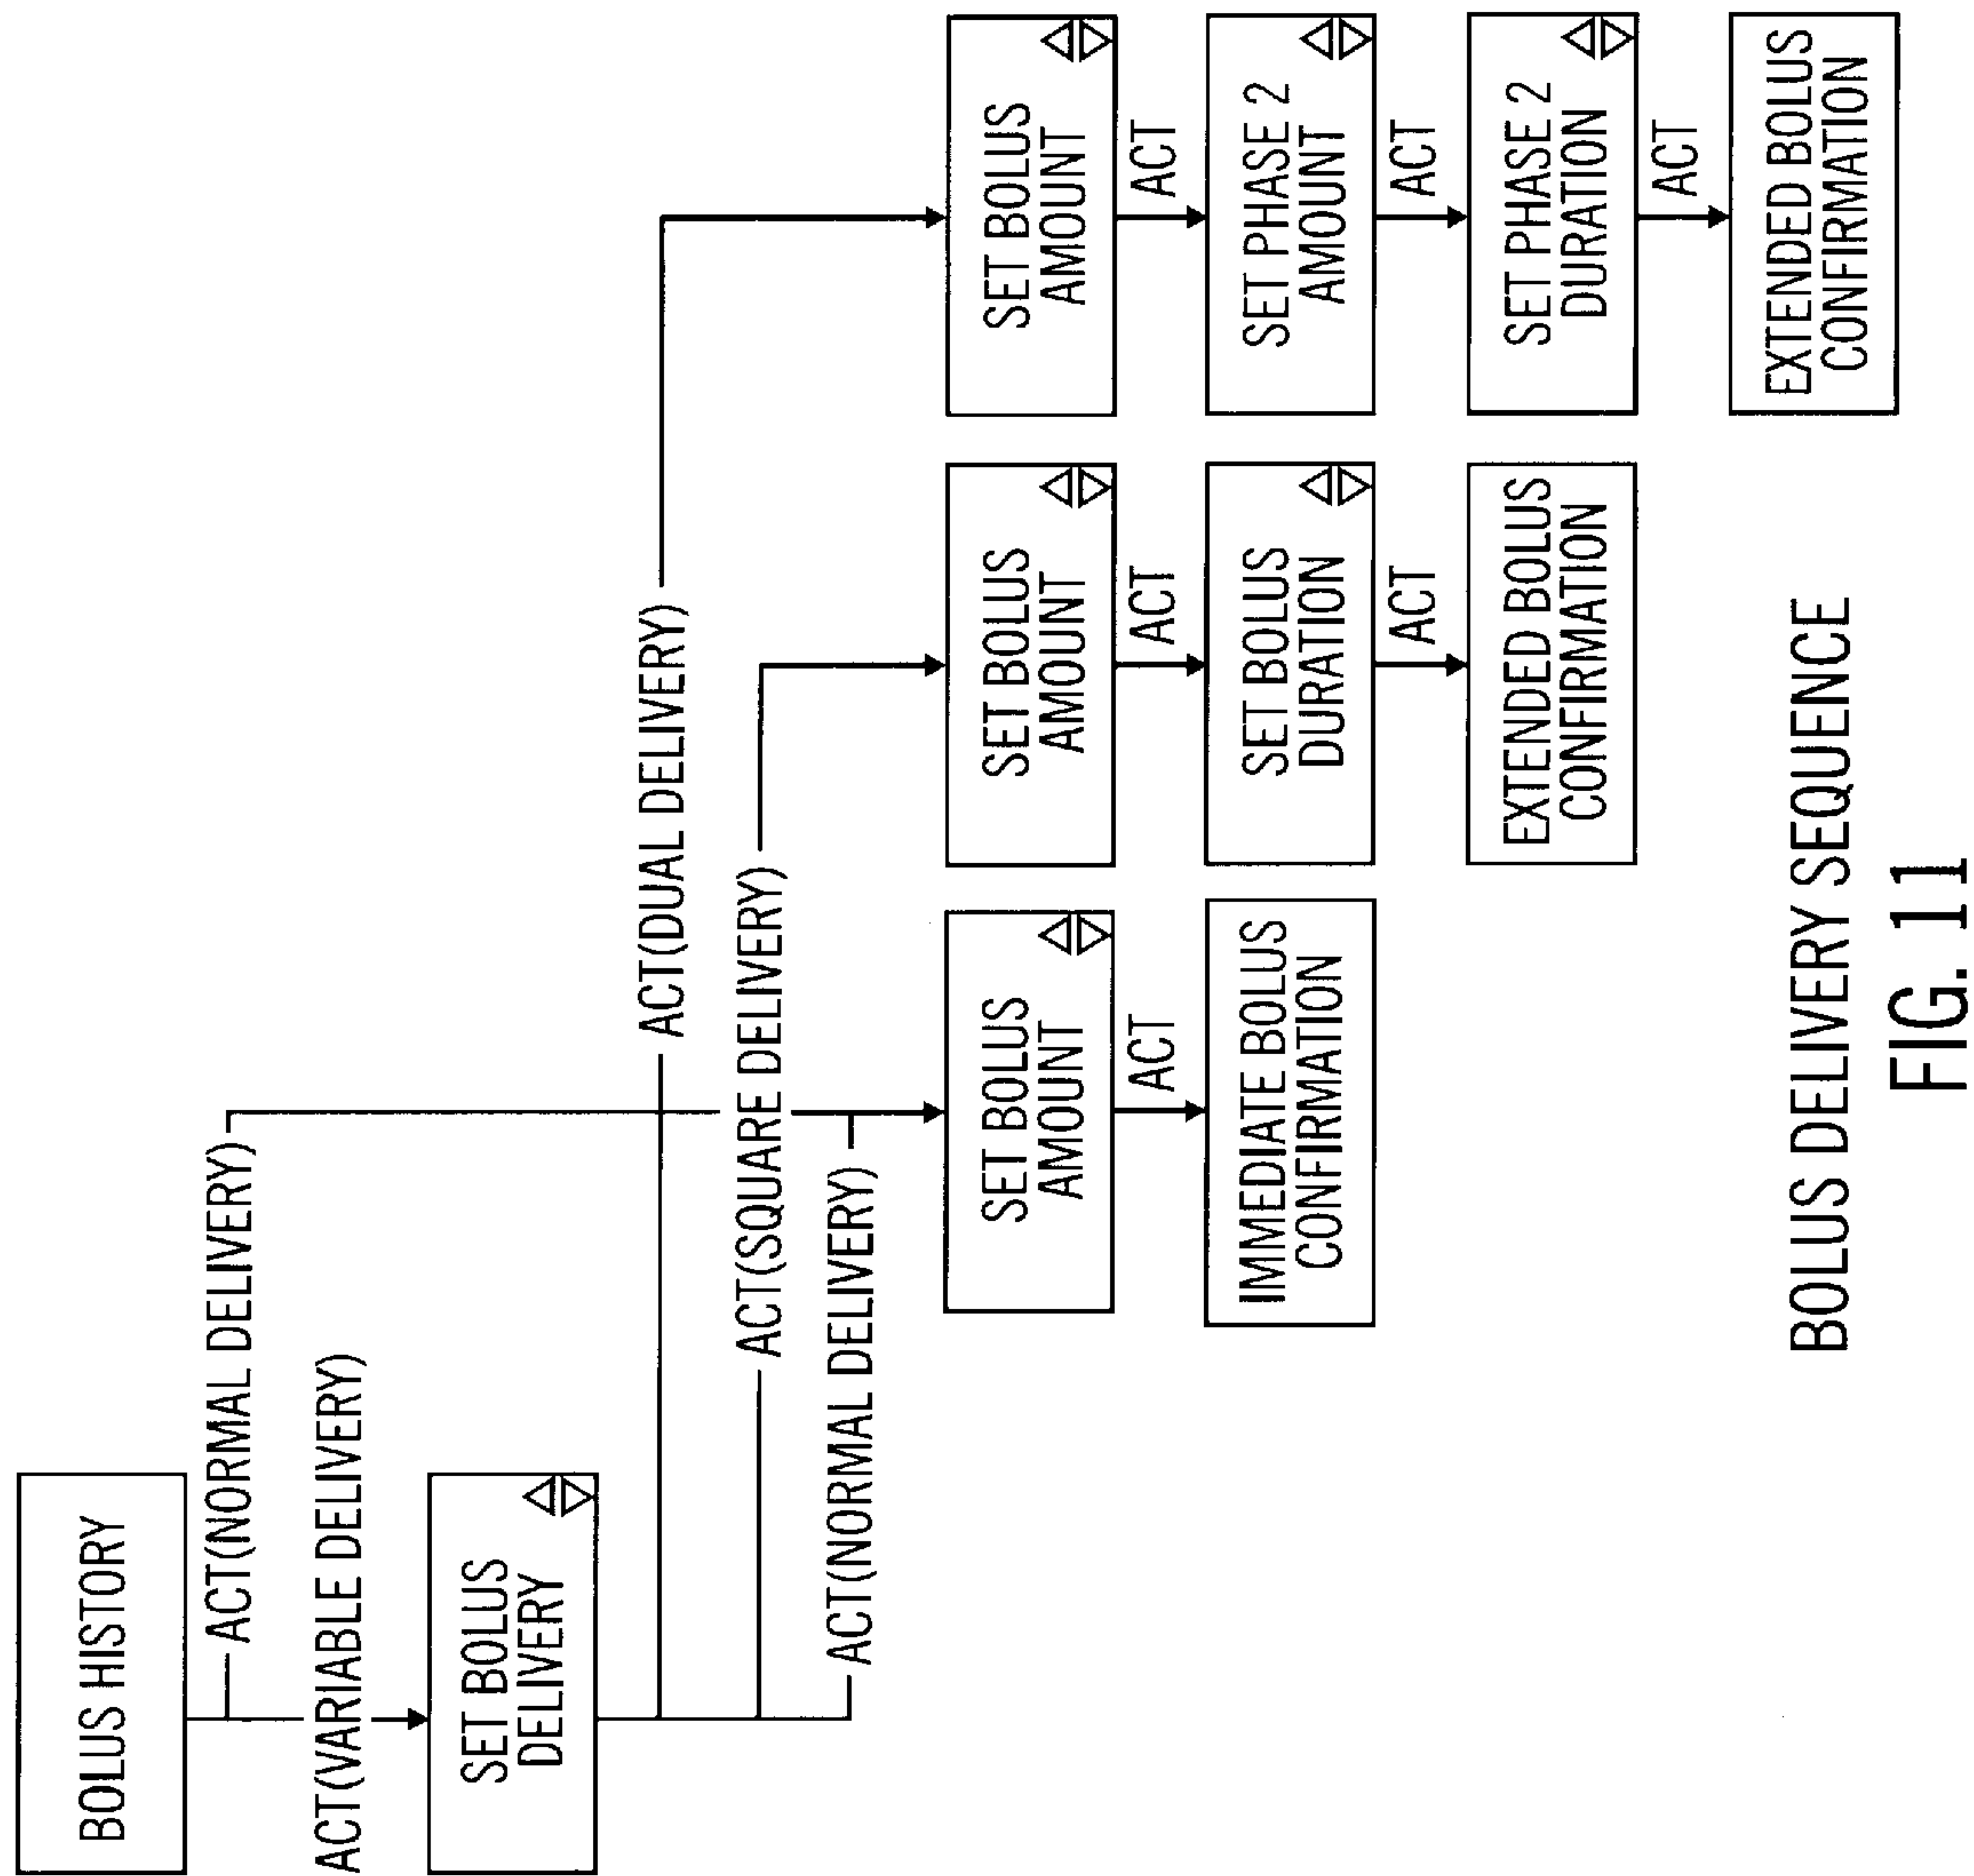 BOLUS HISTORY
ACT(NORMAL DELIVERY)
ACT(VARIABLE DELIVERY)
SET BOLUS
DELIVERY
ACT(DUAL DELIVERY)
ACT(SQUARE DELIVERY)
ACT(NORMAL DELIVERY)
SET BOLUS
AMOUNT
ACT
IMMEDIATE BOLUS
CONFIRMATION
SET BOLUS
AMOUNT
ACT
SET BOLUS
DURATION
ACT
EXTENDED BOLUS
CONFIRMATION
SET BOLUS
AMOUNT
ACT
SET PHASE 2
AMOUNT
ACT
SET PHASE 2
DURATION
ACT
EXTENDED BOLUS
CONFIRMATION
BOLUS DELIVERY SEQUENCE
FIG. 11